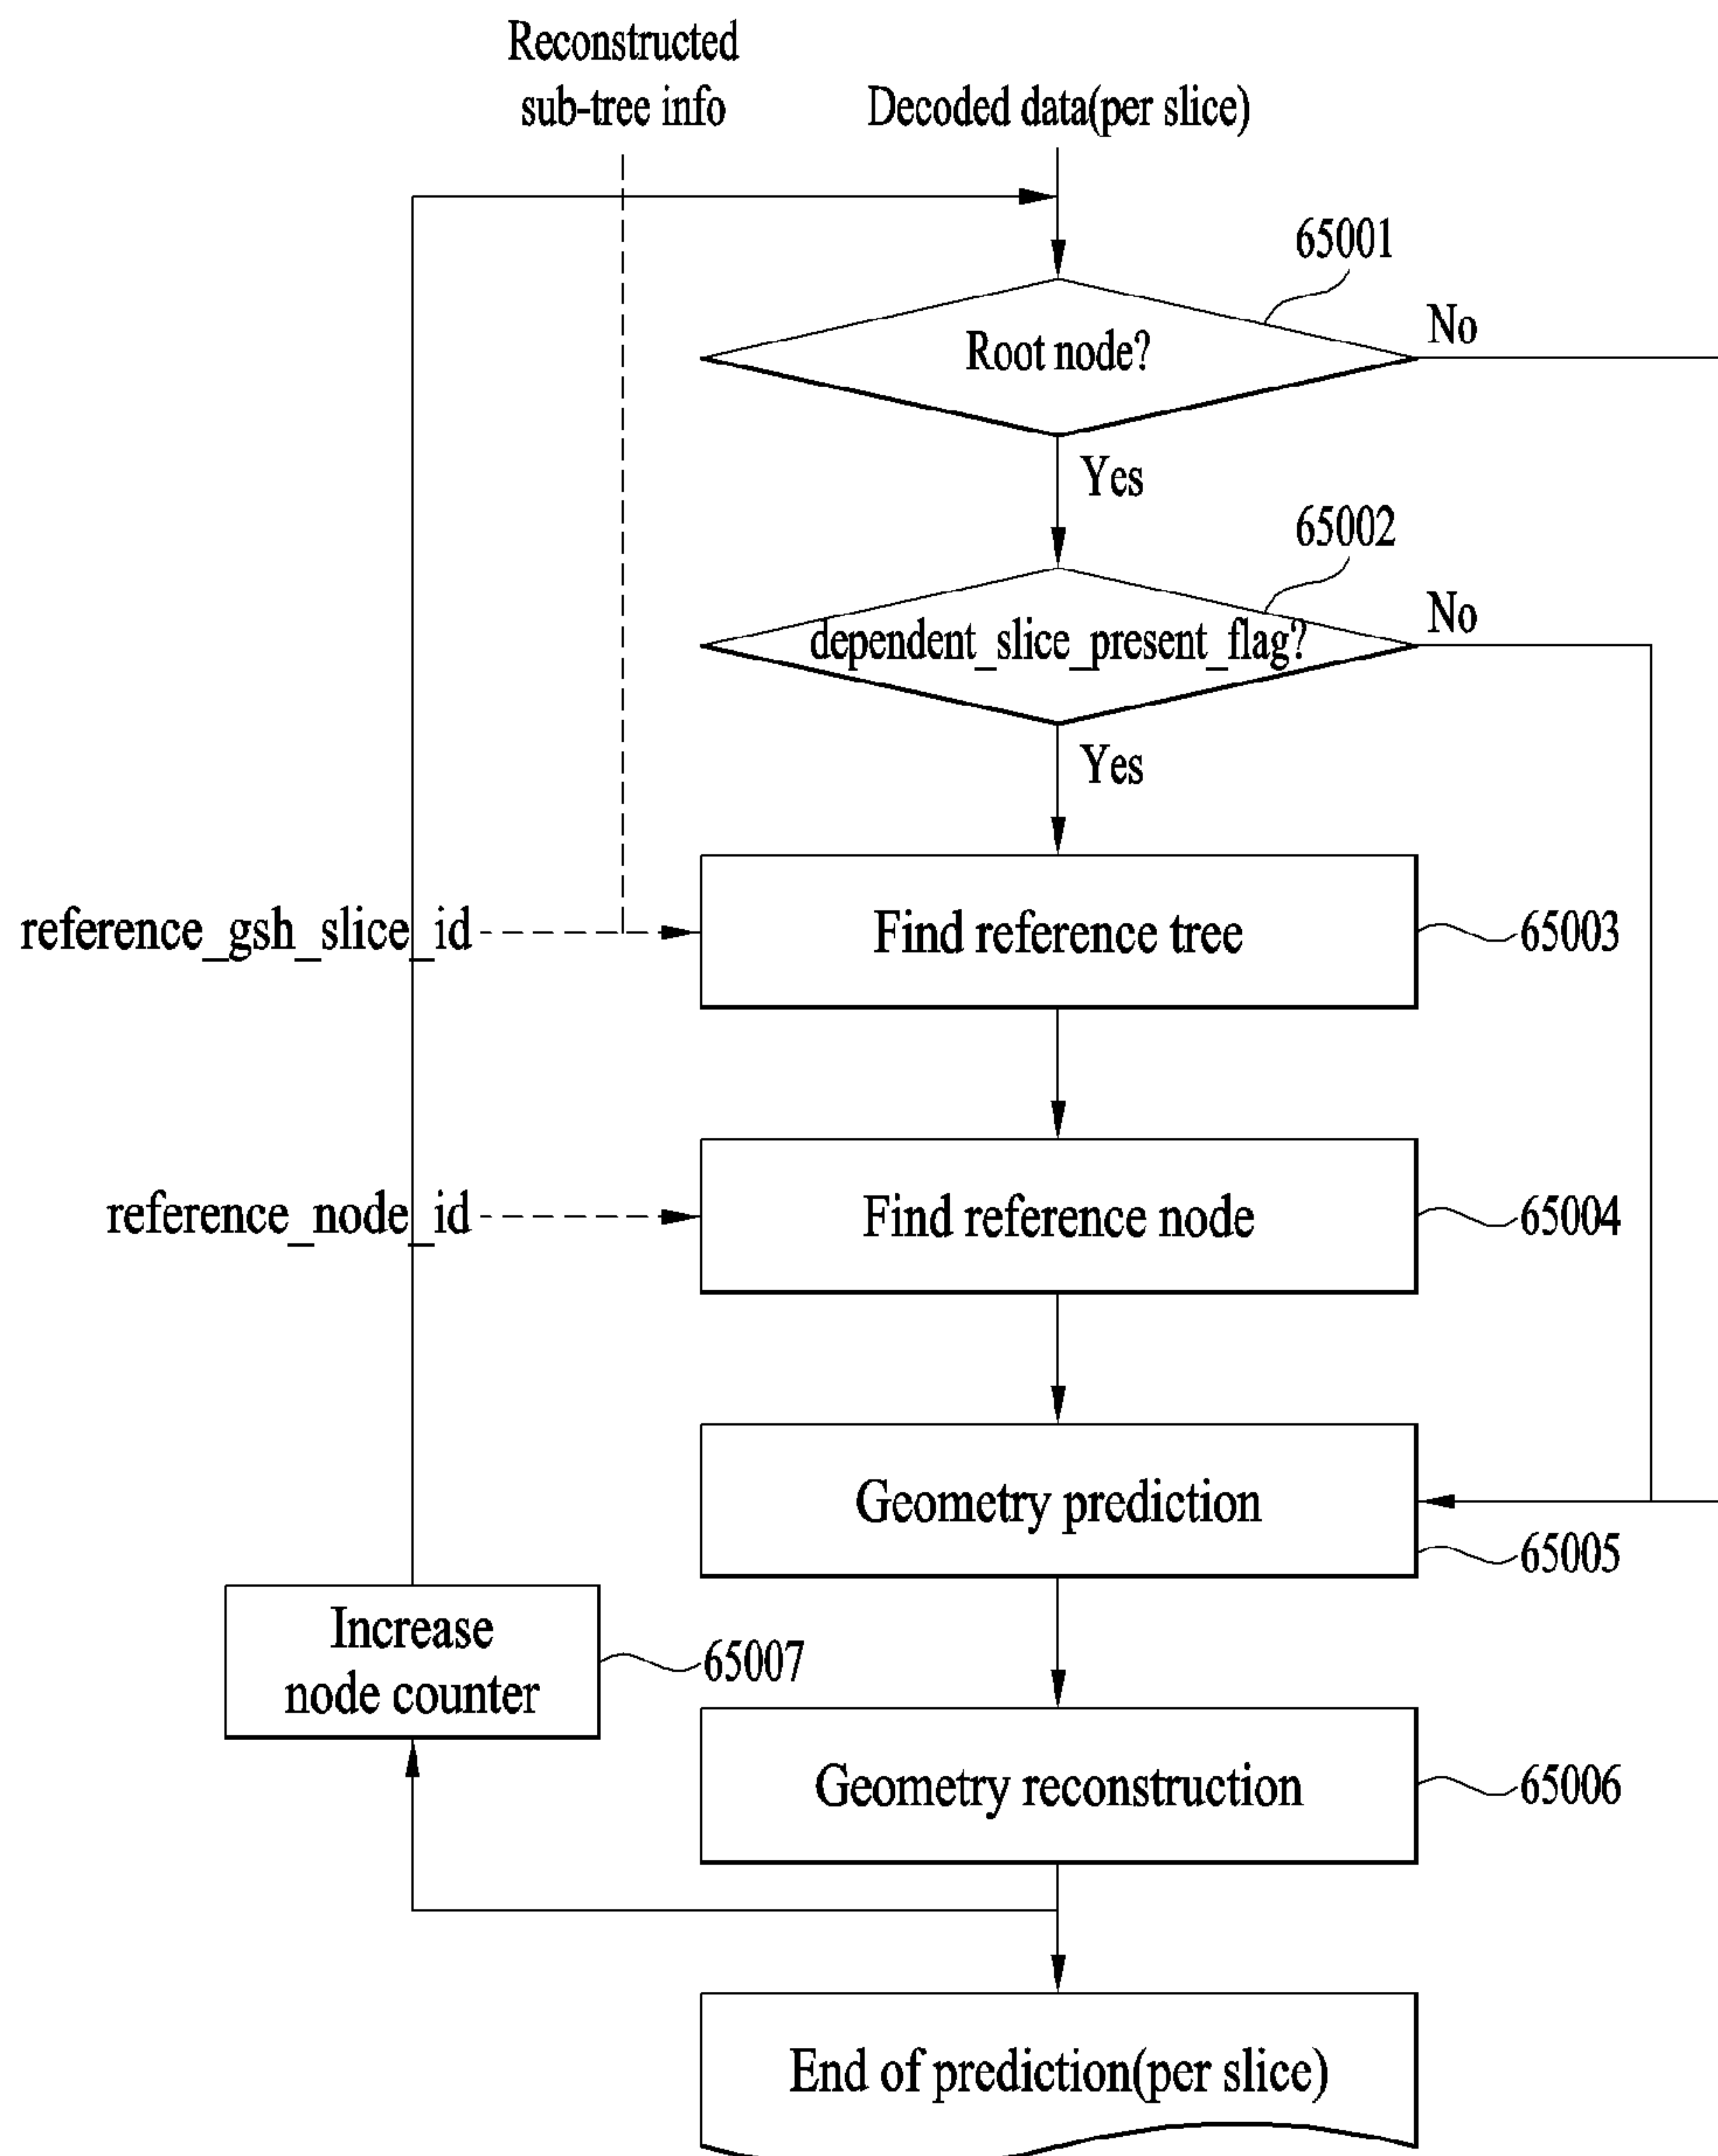 Reconstructed
sub-tree info
Decoded data(per slice)
65001
Root node?
No
Yes
65002
dependent_slice_present_flag?
No
Yes
reference_gsh_slice_id
Find reference tree
65003
reference_node_id
Find reference node
65004
Geometry prediction
65005
Increase
node counter
65007
Geometry reconstruction
65006
End of prediction(per slice)